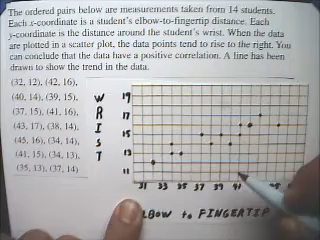 The ordered pairs below are measurements taken from 14 students.
Each x-coordinate is a student's elbow-to-fingertip distance. Each
y-coordinate is the distance around the student's wrist. When the data
are plotted in a scatter plot, the data points tend to rise to the right. You
can conclude that the data have a positive correlation. A line has been
drawn to show the trend in the data.
(32, 12), (42, 16),
(40, 14), (39, 15),
(37, 15), (41, 16),
(43, 17), (38, 14),
(45, 16), (34, 14),
(41, 15), (34, 13),
(35, 13), (37, 14)
WRIST
19
17
15
13
11
31 33 35 37 39 41 45
LBOW to FINGERTIP